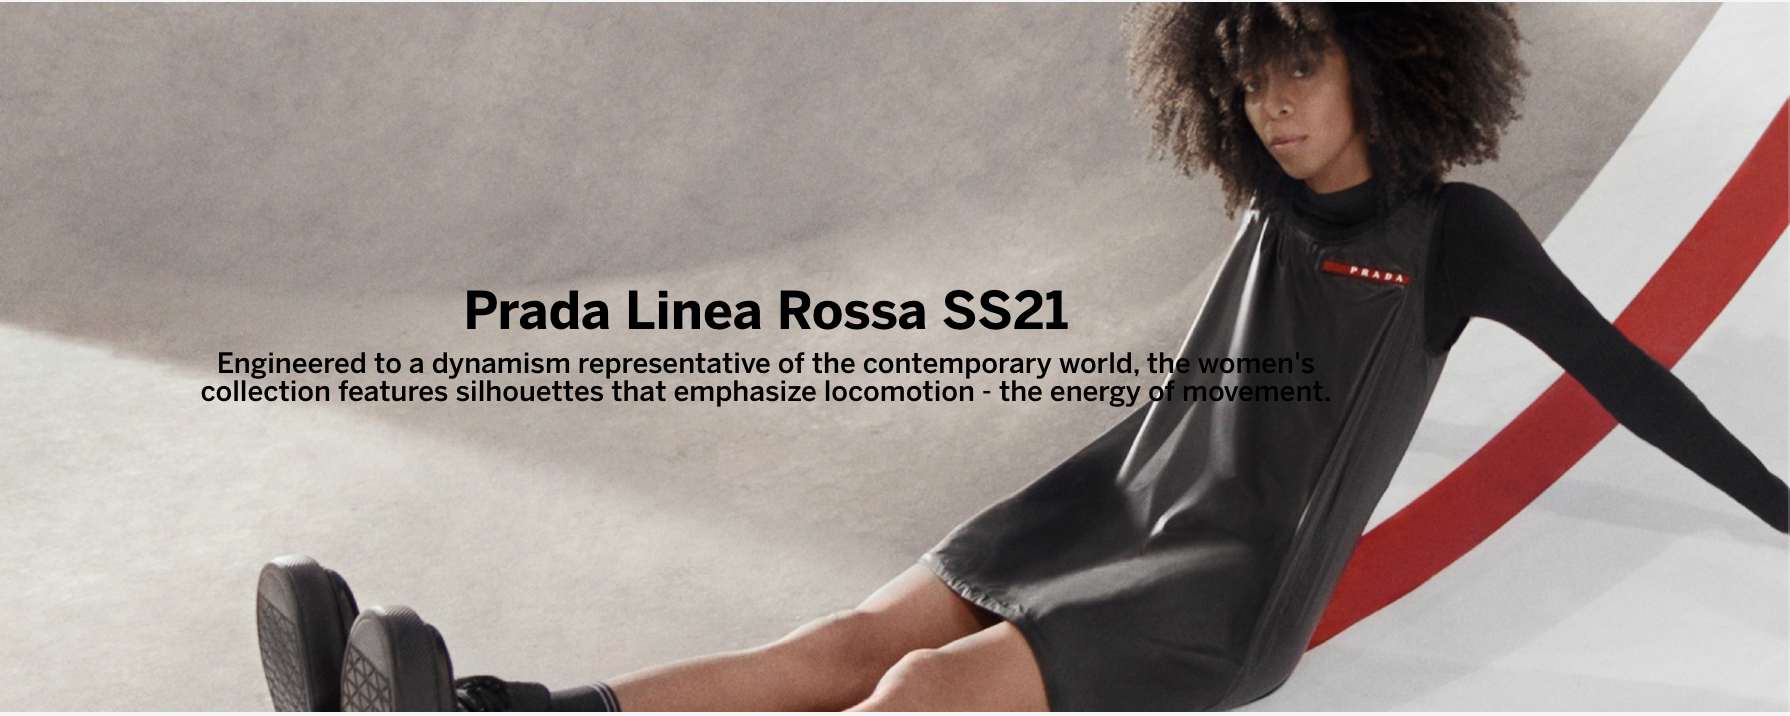 Prada Linea Rossa SS21
Engineered to a dynamism representative of the contemporary world, the women's
collection features silhouettes that emphasize locomotion - the energy of movement.
PRADA